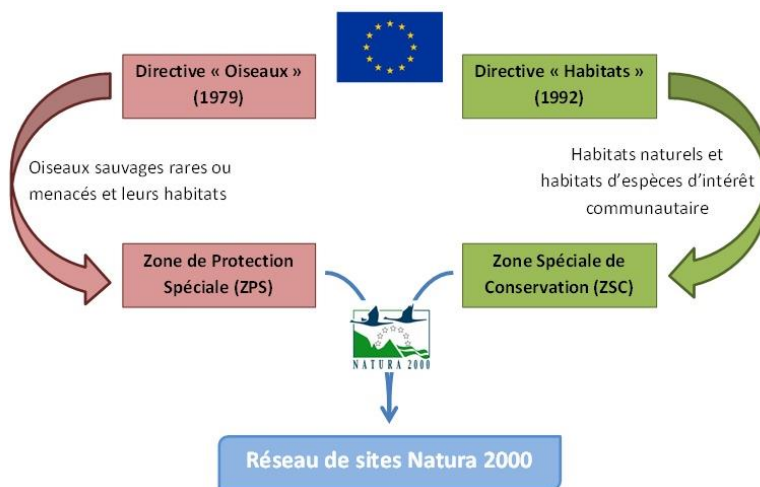 Directive « Oiseaux »
(1979)
Directive « Habitats »
(1992)
Oiseaux sauvages rares ou
menacés et leurs habitats
Habitats naturels et
habitats d’espèces d’intérêt
communautaire
Zone de Protection
Spéciale (ZPS)
Zone Spéciale de
Conservation (ZSC)
NATURA 2000
Réseau de sites Natura 2000